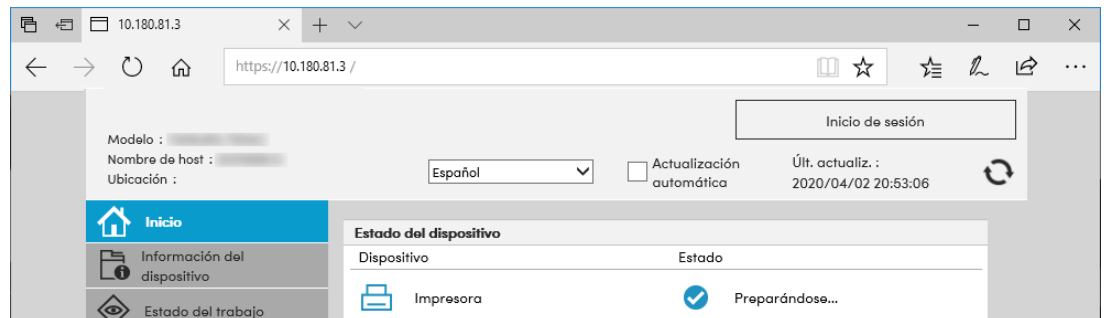 10.180.81.3
https://10.180.81.3 /
Inicio de sesión
Modelo :
Nombre de host :
Ubicación :
Español
Actualización
automática
Últ. actualiz. :
2020/04/02 20:53:06
Inicio
Información del
dispositivo
Estado del trabajo
Estado del dispositivo
Dispositivo Estado
Impresora Preparándose...